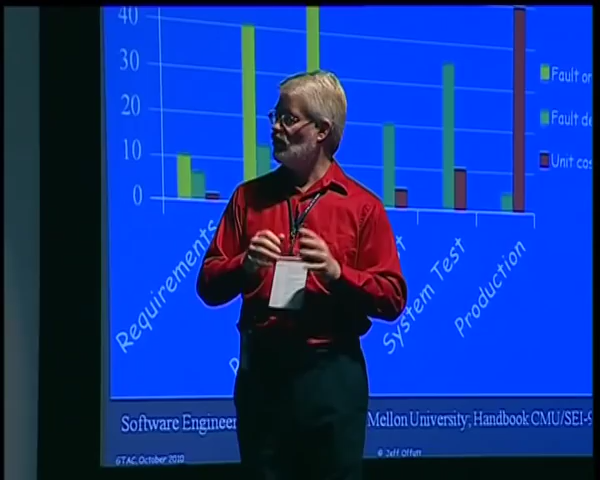 40
30
20
10
0
Fault or
Fault de
Unit cos
Requirements
t
System Test
Production
Software Engineer
Mellon University, Handbook CMU/SEI-9
GTAC, October 2010
© Jeff Offutt